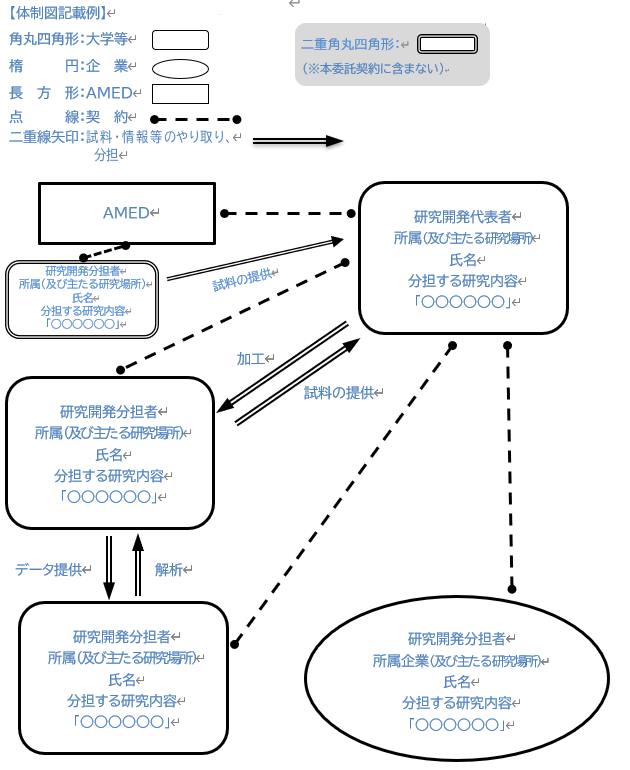 【体制図記載例】↵
角丸四角形：大学等↵
楕　　　円：企　業↵
長　方　形：AMED↵
点　　　線：契　約↵
二重線矢印：試料・情報等のやり取り、↵
分担↵
二重角丸四角形：↵
（※本委託契約に含まない）↵
AMED↵
研究開発代表者↵
所属（及び主たる研究場所）↵
氏名↵
分担する研究内容↵
「〇〇〇〇〇〇」↵
研究開発分担者↵
所属（及び主たる研究場所）↵
氏名↵
分担する研究内容↵
「〇〇〇〇〇〇」↵
試料の提供↵
加工↵
試料の提供↵
研究開発分担者↵
所属（及び主たる研究場所）↵
氏名↵
分担する研究内容↵
「〇〇〇〇〇〇」↵
データ提供↵
解析↵
研究開発分担者↵
所属（及び主たる研究場所）↵
氏名↵
分担する研究内容↵
「〇〇〇〇〇〇」↵
研究開発分担者↵
所属企業（及び主たる研究場所）↵
氏名↵
分担する研究内容↵
「〇〇〇〇〇〇」↵